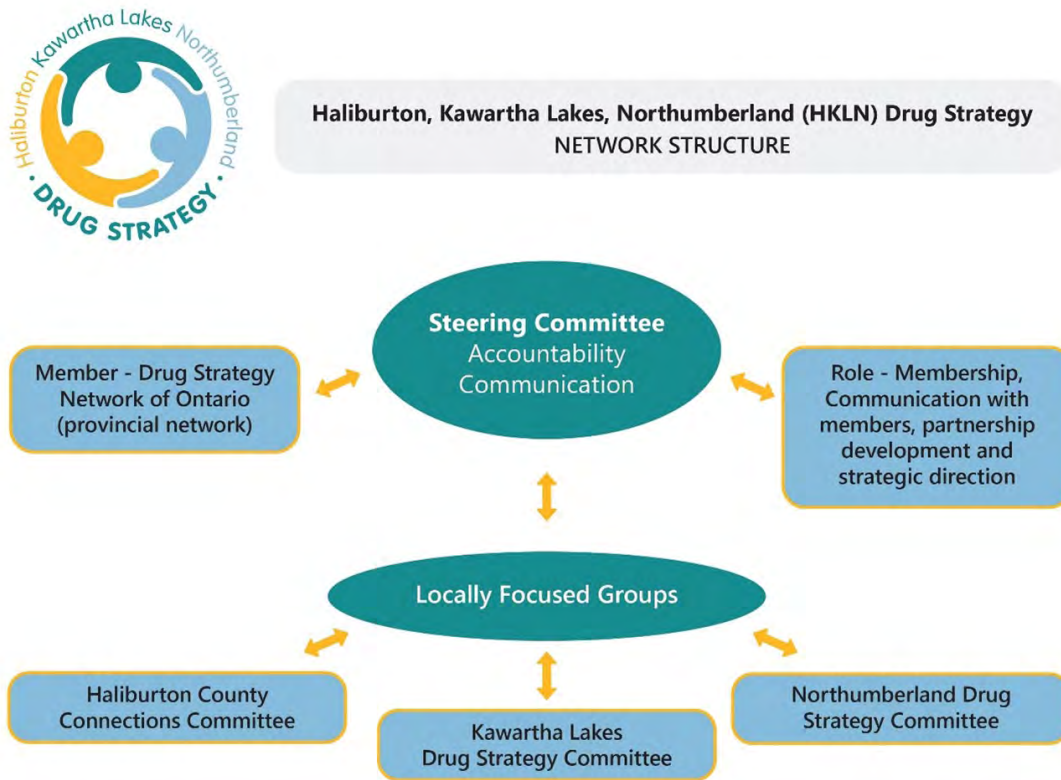 Haliburton Kawartha Lakes Northumberland
• DRUG STRATEGY •
Haliburton, Kawartha Lakes, Northumberland (HKLN) Drug Strategy
NETWORK STRUCTURE
Steering Committee
Accountability
Communication
Member - Drug Strategy
Network of Ontario
(provincial network)
Role - Membership,
Communication with
members, partnership
development and
strategic direction
Locally Focused Groups
Haliburton County
Connections Committee
Kawartha Lakes
Drug Strategy Committee
Northumberland Drug
Strategy Committee